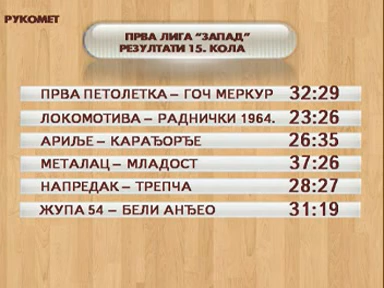 РУКОМЕТ
ПРВА ЛИГА "ЗАПАД"
РЕЗУЛТАТИ 15. КОЛА
ПРВА ПЕТОЛЕТКА – ГОЧ МЕРКУР 32:29
ЛОКОМОТИВА – РАДНИЧКИ 1964. 23:26
АРИЉЕ – КАРАЂОРЂЕ 26:35
МЕТАЛАЦ – МЛАДОСТ 37:26
НАПРЕДАК – ТРЕПЧА 28:27
ЖУПА 54 – БЕЛИ АНЂЕО 31:19